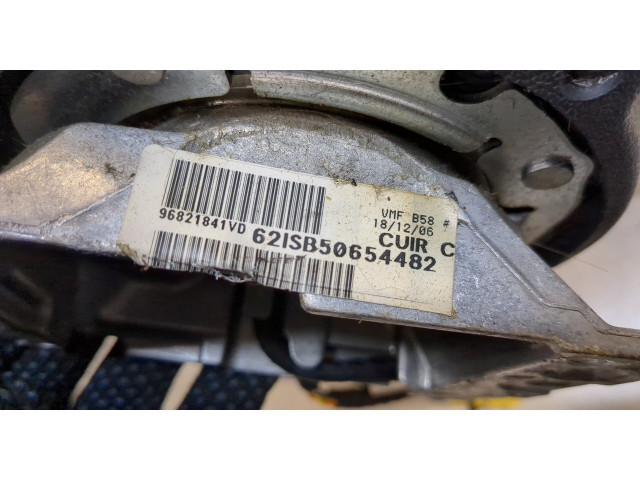 96821841VD
62ISB50654482
VMF B58 #
18/12/06
CUIR C